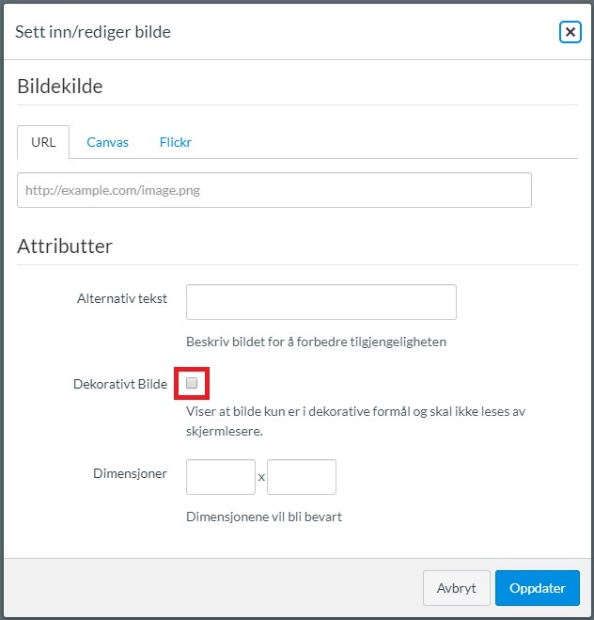 Sett inn/rediger bilde
Bildekilde
URL Canvas Flickr
http://example.com/image.png
Attributter
Alternativ tekst
Beskriv bildet for å forbedre tilgjengeligheten
Dekorativt Bilde
Viser at bilde kun er i dekorative formål og skal ikke leses av
skjermlesere.
Dimensjoner x
Dimensjonene vil bli bevart
Avbryt Oppdater